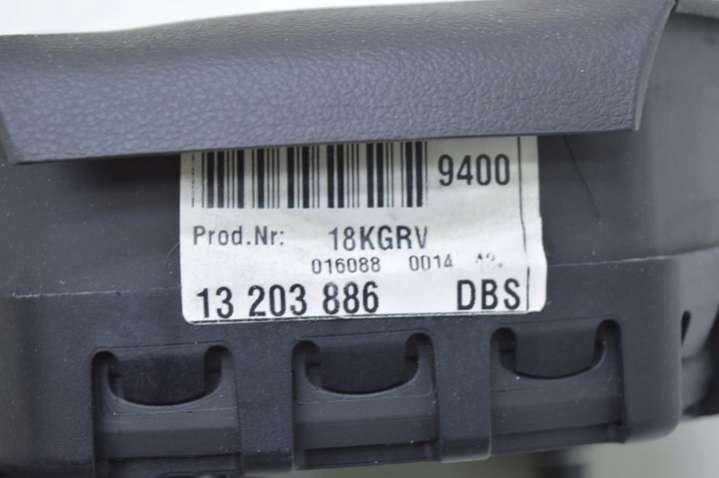 9400
Prod.Nr: 18KGRV
016088 0014
13 203 886 DBS